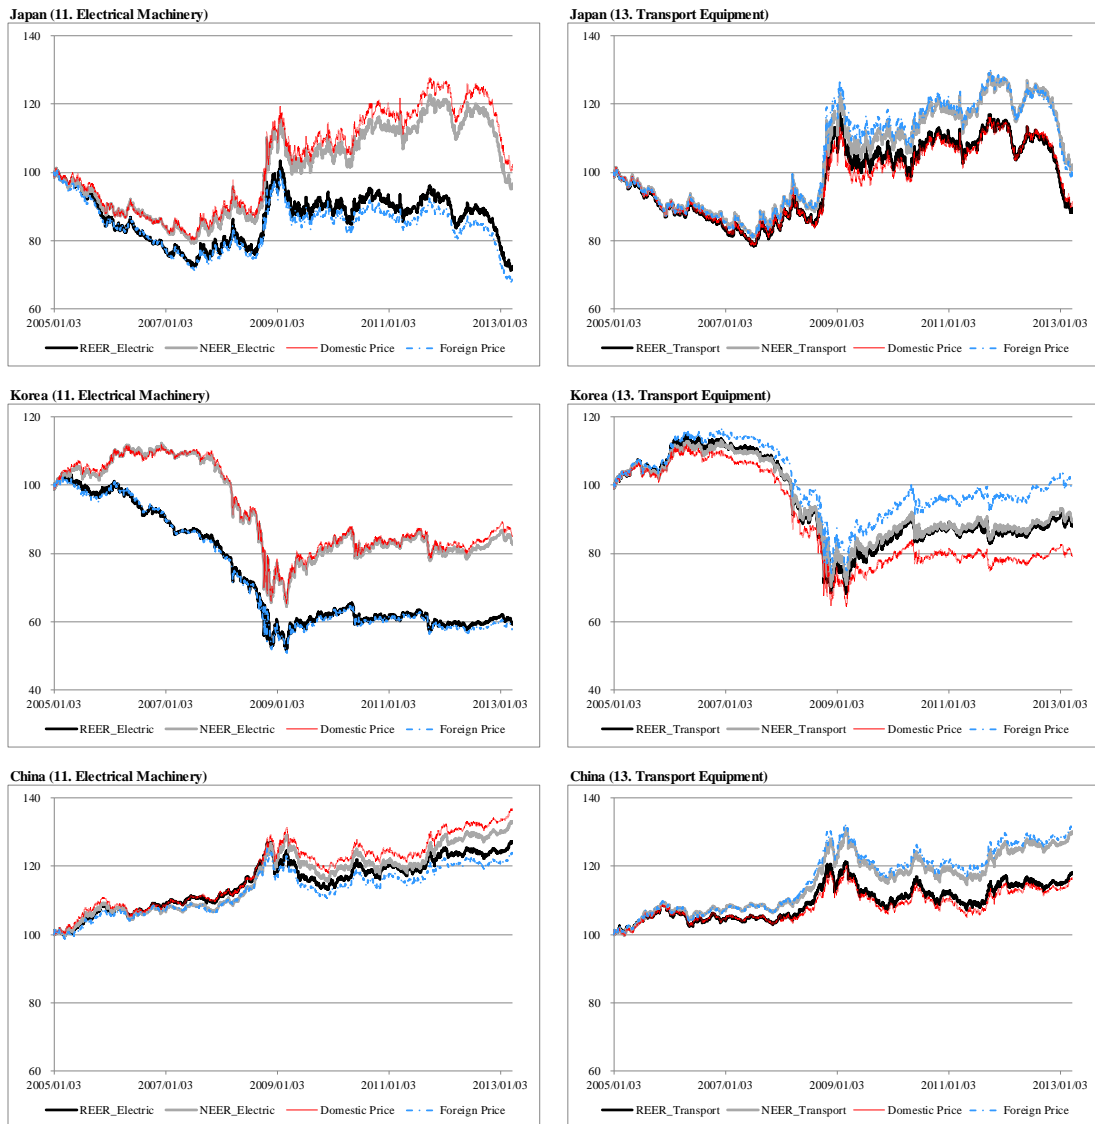 Japan (11. Electrical Machinery)
140
120
100
80
60
2005/01/03 2007/01/03 2009/01/03 2011/01/03 2013/01/03
REER_Electric NEER_Electric Domestic Price Foreign Price
Japan (13. Transport Equipment)
140
120
100
80
60
2005/01/03 2007/01/03 2009/01/03 2011/01/03 2013/01/03
REER_Transport NEER_Transport Domestic Price Foreign Price
Korea (11. Electrical Machinery)
120
100
80
60
40
2005/01/03 2007/01/03 2009/01/03 2011/01/03 2013/01/03
REER_Electric NEER_Electric Domestic Price Foreign Price
Korea (13. Transport Equipment)
120
100
80
60
40
2005/01/03 2007/01/03 2009/01/03 2011/01/03 2013/01/03
REER_Transport NEER_Transport Domestic Price Foreign Price
China (11. Electrical Machinery)
140
120
100
80
60
2005/01/03 2007/01/03 2009/01/03 2011/01/03 2013/01/03
REER_Electric NEER_Electric Domestic Price Foreign Price
China (13. Transport Equipment)
140
120
100
80
60
2005/01/03 2007/01/03 2009/01/03 2011/01/03 2013/01/03
REER_Transport NEER_Transport Domestic Price Foreign Price